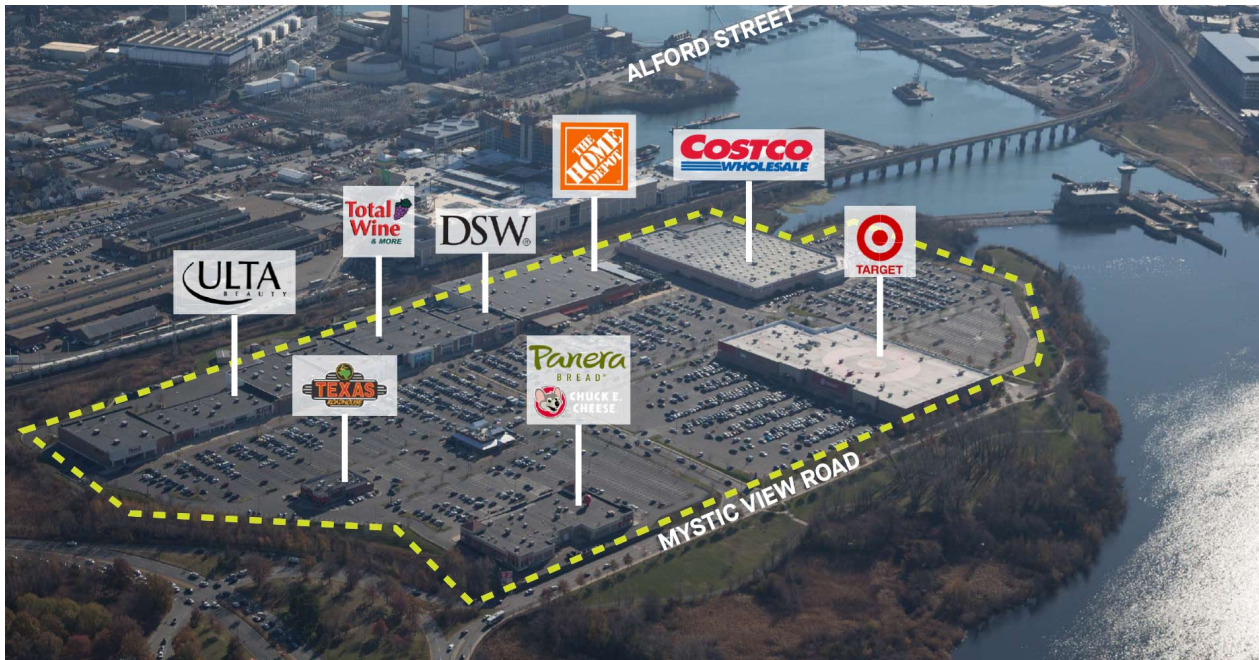 ALFORD STREET
THE
HOME
DEPOT
COSTCO
WHOLESALE
Total
Wine
& MORE
DSW®
TARGET
ULTA
BEAUTY
TEXAS
ROADHOUSE
Panera
BREAD®
CHUCK E.
CHEESE
MYSTIC VIEW ROAD